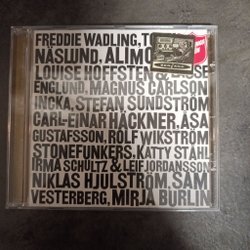 FREDDIE WADLING,
NÄSLUND, ALIMO
LOUISE HOFFSTEN &
ENGLUND, MAGNUS CARLSON
INCKA, STEFAN SUNDSTRÖM
CARL-EINAR HÄCKNER, ÅSA
GUSTAFSSON, ROLF WIKSTRÖM
STONEFUNKERS, KATTY STAHL
IRMA SCHULTZ & LEIF JORDANSSON
NIKLAS HJULSTRÖM, SAM
VESTERBERG, MIRJA BURLIN